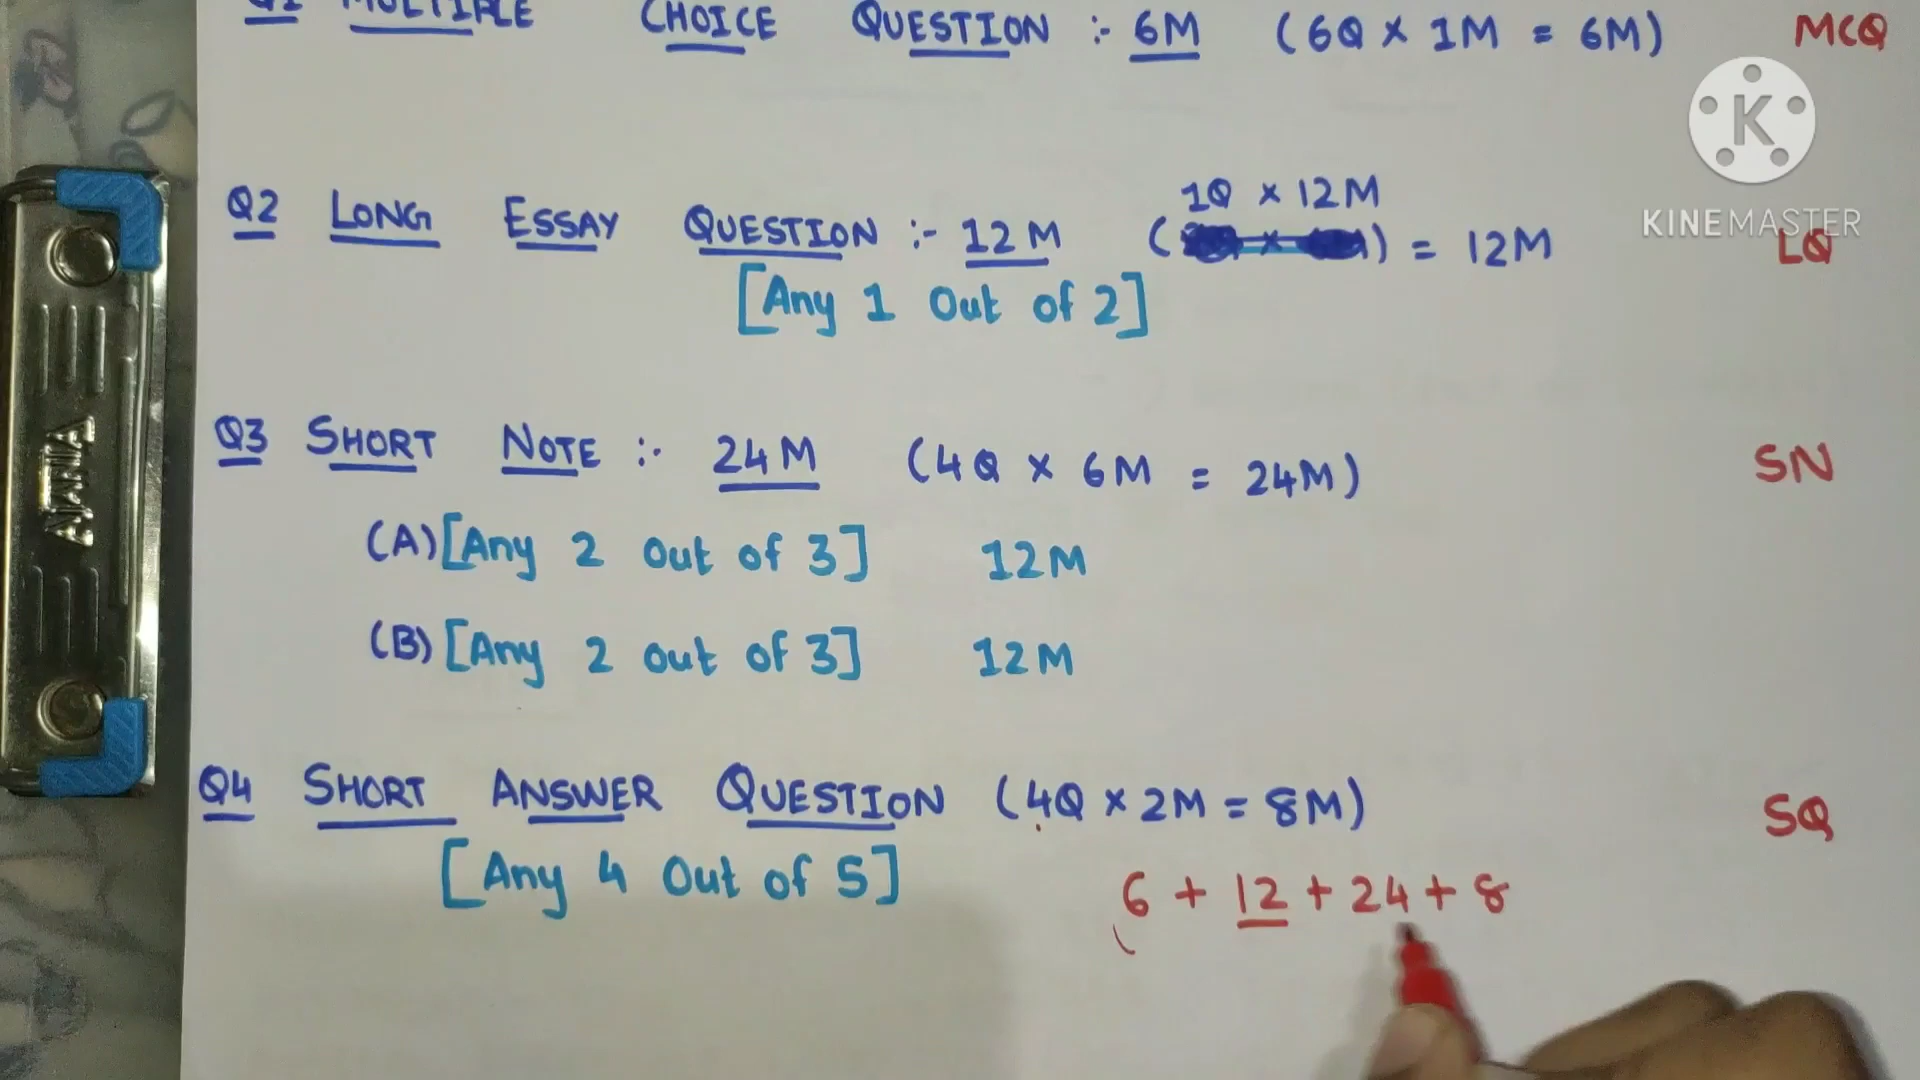 Q1 MULTIPLE CHOICE QUESTION :- 6M (6Q × 1M = 6M) MCQ
K
KINEMASTER
1Q × 12M
Q2 LONG ESSAY QUESTION :- 12M ( ) = 12M LQ
[Any 1 Out of 2]
Q3 SHORT NOTE :- 24M (4Q × 6M = 24M) SN
(A) [Any 2 Out of 3] 12M
(B) [Any 2 out of 3] 12M
Q4 SHORT ANSWER QUESTION (4Q × 2M = 8M) SQ
[Any 4 Out of 5]
6 + 12 + 24 + 8
AJANTA